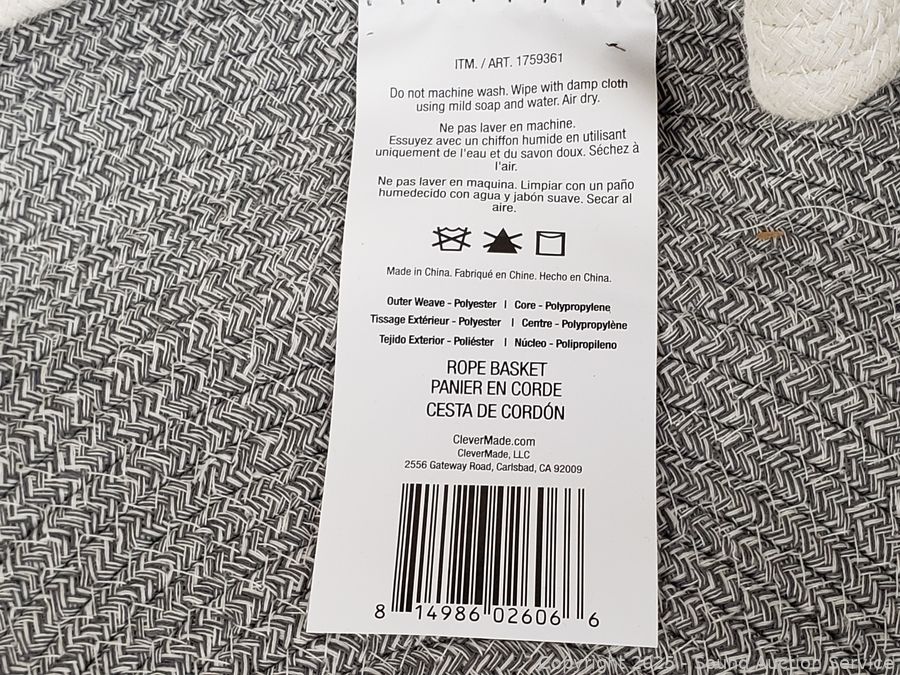 ITM. / ART. 1759361
Do not machine wash. Wipe with damp cloth
using mild soap and water. Air dry.
Ne pas laver en machine.
Essuyez avec un chiffon humide en utilisant
uniquement de l'eau et du savon doux. Séchez à
l'air.
Ne pas laver en maquina. Limpiar con un paño
humedecido con agua y jabón suave. Secar al
aire.
Made in China. Fabriqué en Chine. Hecho en China.
Outer Weave - Polyester | Core - Polypropylene
Tissage Extérieur - Polyester | Centre - Polypropylène
Tejido Exterior - Poliéster | Núcleo - Polipropileno
ROPE BASKET
PANIER EN CORDE
CESTA DE CORDÓN
CleverMade.com
CleverMade, LLC
2556 Gateway Road, Carlsbad, CA 92009
8 14986 02606 6
Copyright 2025 - Sound Auction Service